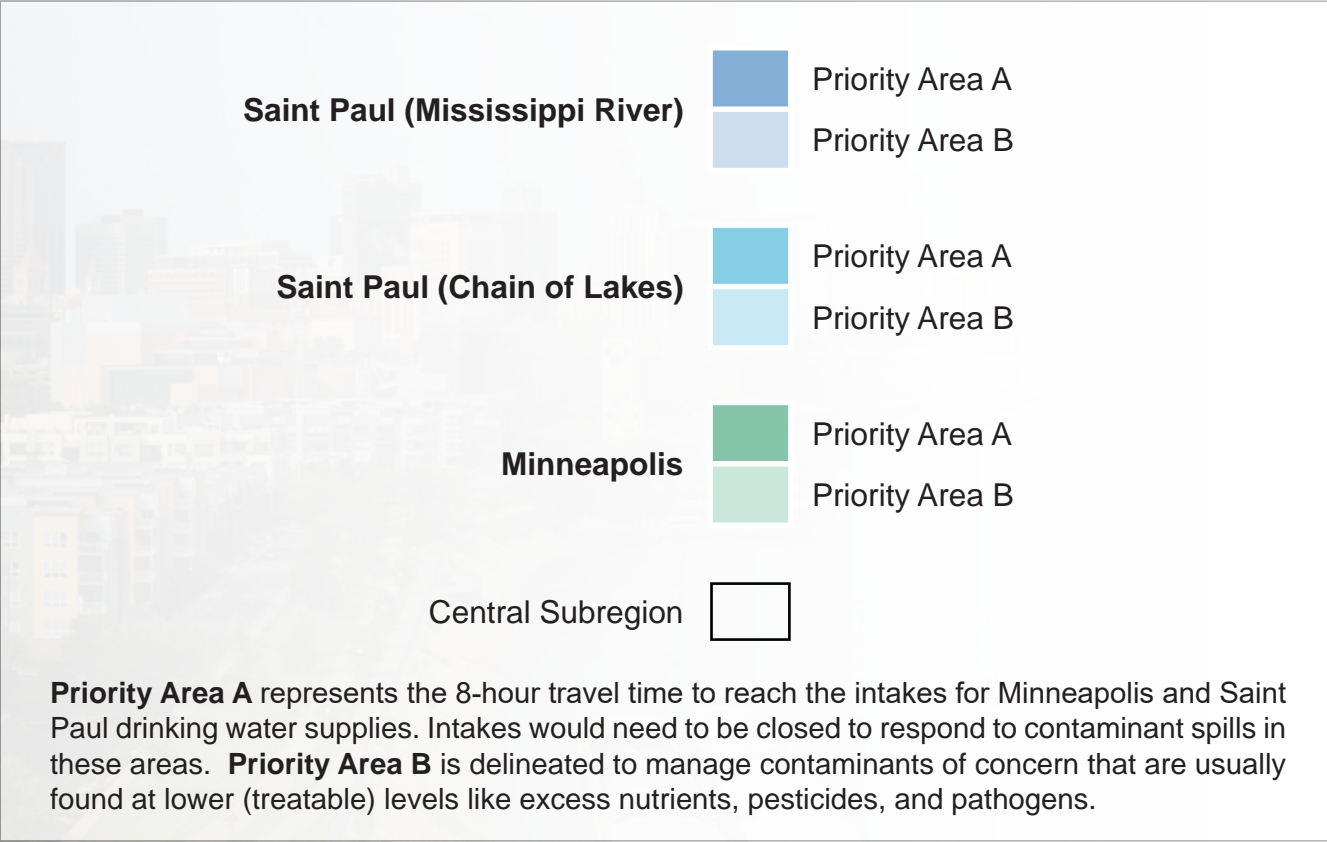 Saint Paul (Mississippi River)
Priority Area A
Priority Area B
Saint Paul (Chain of Lakes)
Priority Area A
Priority Area B
Minneapolis
Priority Area A
Priority Area B
Central Subregion
Priority Area A represents the 8-hour travel time to reach the intakes for Minneapolis and Saint
Paul drinking water supplies. Intakes would need to be closed to respond to contaminant spills in
these areas. Priority Area B is delineated to manage contaminants of concern that are usually
found at lower (treatable) levels like excess nutrients, pesticides, and pathogens.